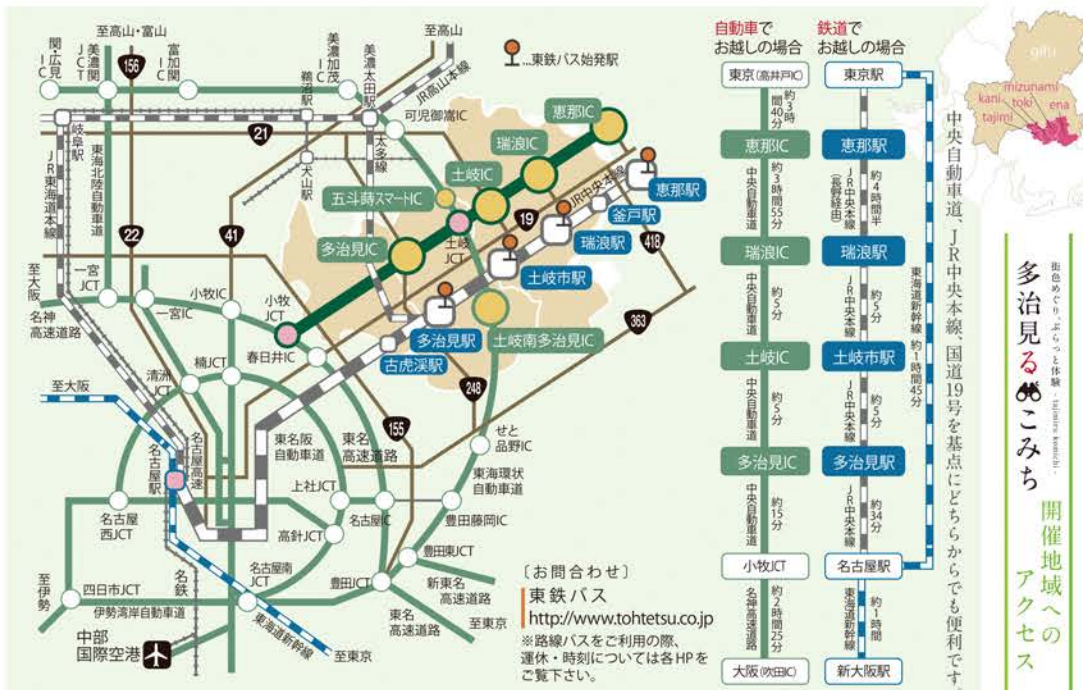 街色めぐり、ぷらっと体験 - tajimiru komichi -
多治見るこみち
開催地域への
アクセス
中央自動車道、JR中央本線、国道19号を基点にどちらからでも便利です。
gihu
mizunami
kani
toki
ena
tajimi
自動車で
お越しの場合
東京(高井戸IC)
約3時間40分
恵那IC
中央自動車道
約3時間55分
瑞浪IC
中央自動車道
約5分
土岐IC
中央自動車道
約5分
多治見IC
中央自動車道
約15分
小牧JCT
名神高速道路
約2時間25分
大阪(吹田IC)
鉄道で
お越しの場合
東京駅
恵那駅
JR中央本線
(長野経由)
約4時間半
瑞浪駅
JR中央本線
約5分
土岐市駅
JR中央本線
約5分
多治見駅
JR中央本線
約34分
名古屋駅
東海道新幹線
約1時間
新大阪駅
東海道新幹線 約1時間45分
…東鉄バス始発駅
至高山・富山
156
関・広見IC
美濃関JCT
富加関IC
鵜沼駅
美濃加茂IC
美濃太田駅
至高山
JR高山本線
21
可児御嵩IC
岐阜駅
JR東海道本線
東海北陸自動車道
犬山駅
太多線
恵那IC
瑞浪IC
土岐IC
五斗蒔スマートIC
多治見IC
土岐JCT
JR中央本線
19
恵那駅
釜戸駅
瑞浪駅
418
土岐市駅
22
41
至大阪
名神
高速道路
一宮JCT
一宮IC
小牧IC
小牧JCT
春日井IC
多治見駅
古虎渓駅
土岐南多治見IC
363
248
155
楠JCT
清洲JCT
至大阪
名古屋駅
名古屋高速
東名阪
自動車道
東名
高速道路
せと
品野IC
東海環状
自動車道
上社JCT
名古屋IC
豊田藤岡IC
高針JCT
名古屋
西JCT
名古屋南
JCT
豊田JCT
豊田東JCT
新東名
高速道路
東名
高速道路
至東京
至伊勢
四日市JCT
伊勢湾岸自動車道
名鉄
東海道新幹線
至東京
中部
国際空港
〔お問合わせ〕
東鉄バス
http://www.tohtetsu.co.jp
※路線バスをご利用の際、
運休・時刻については各HPを
ご覧下さい。